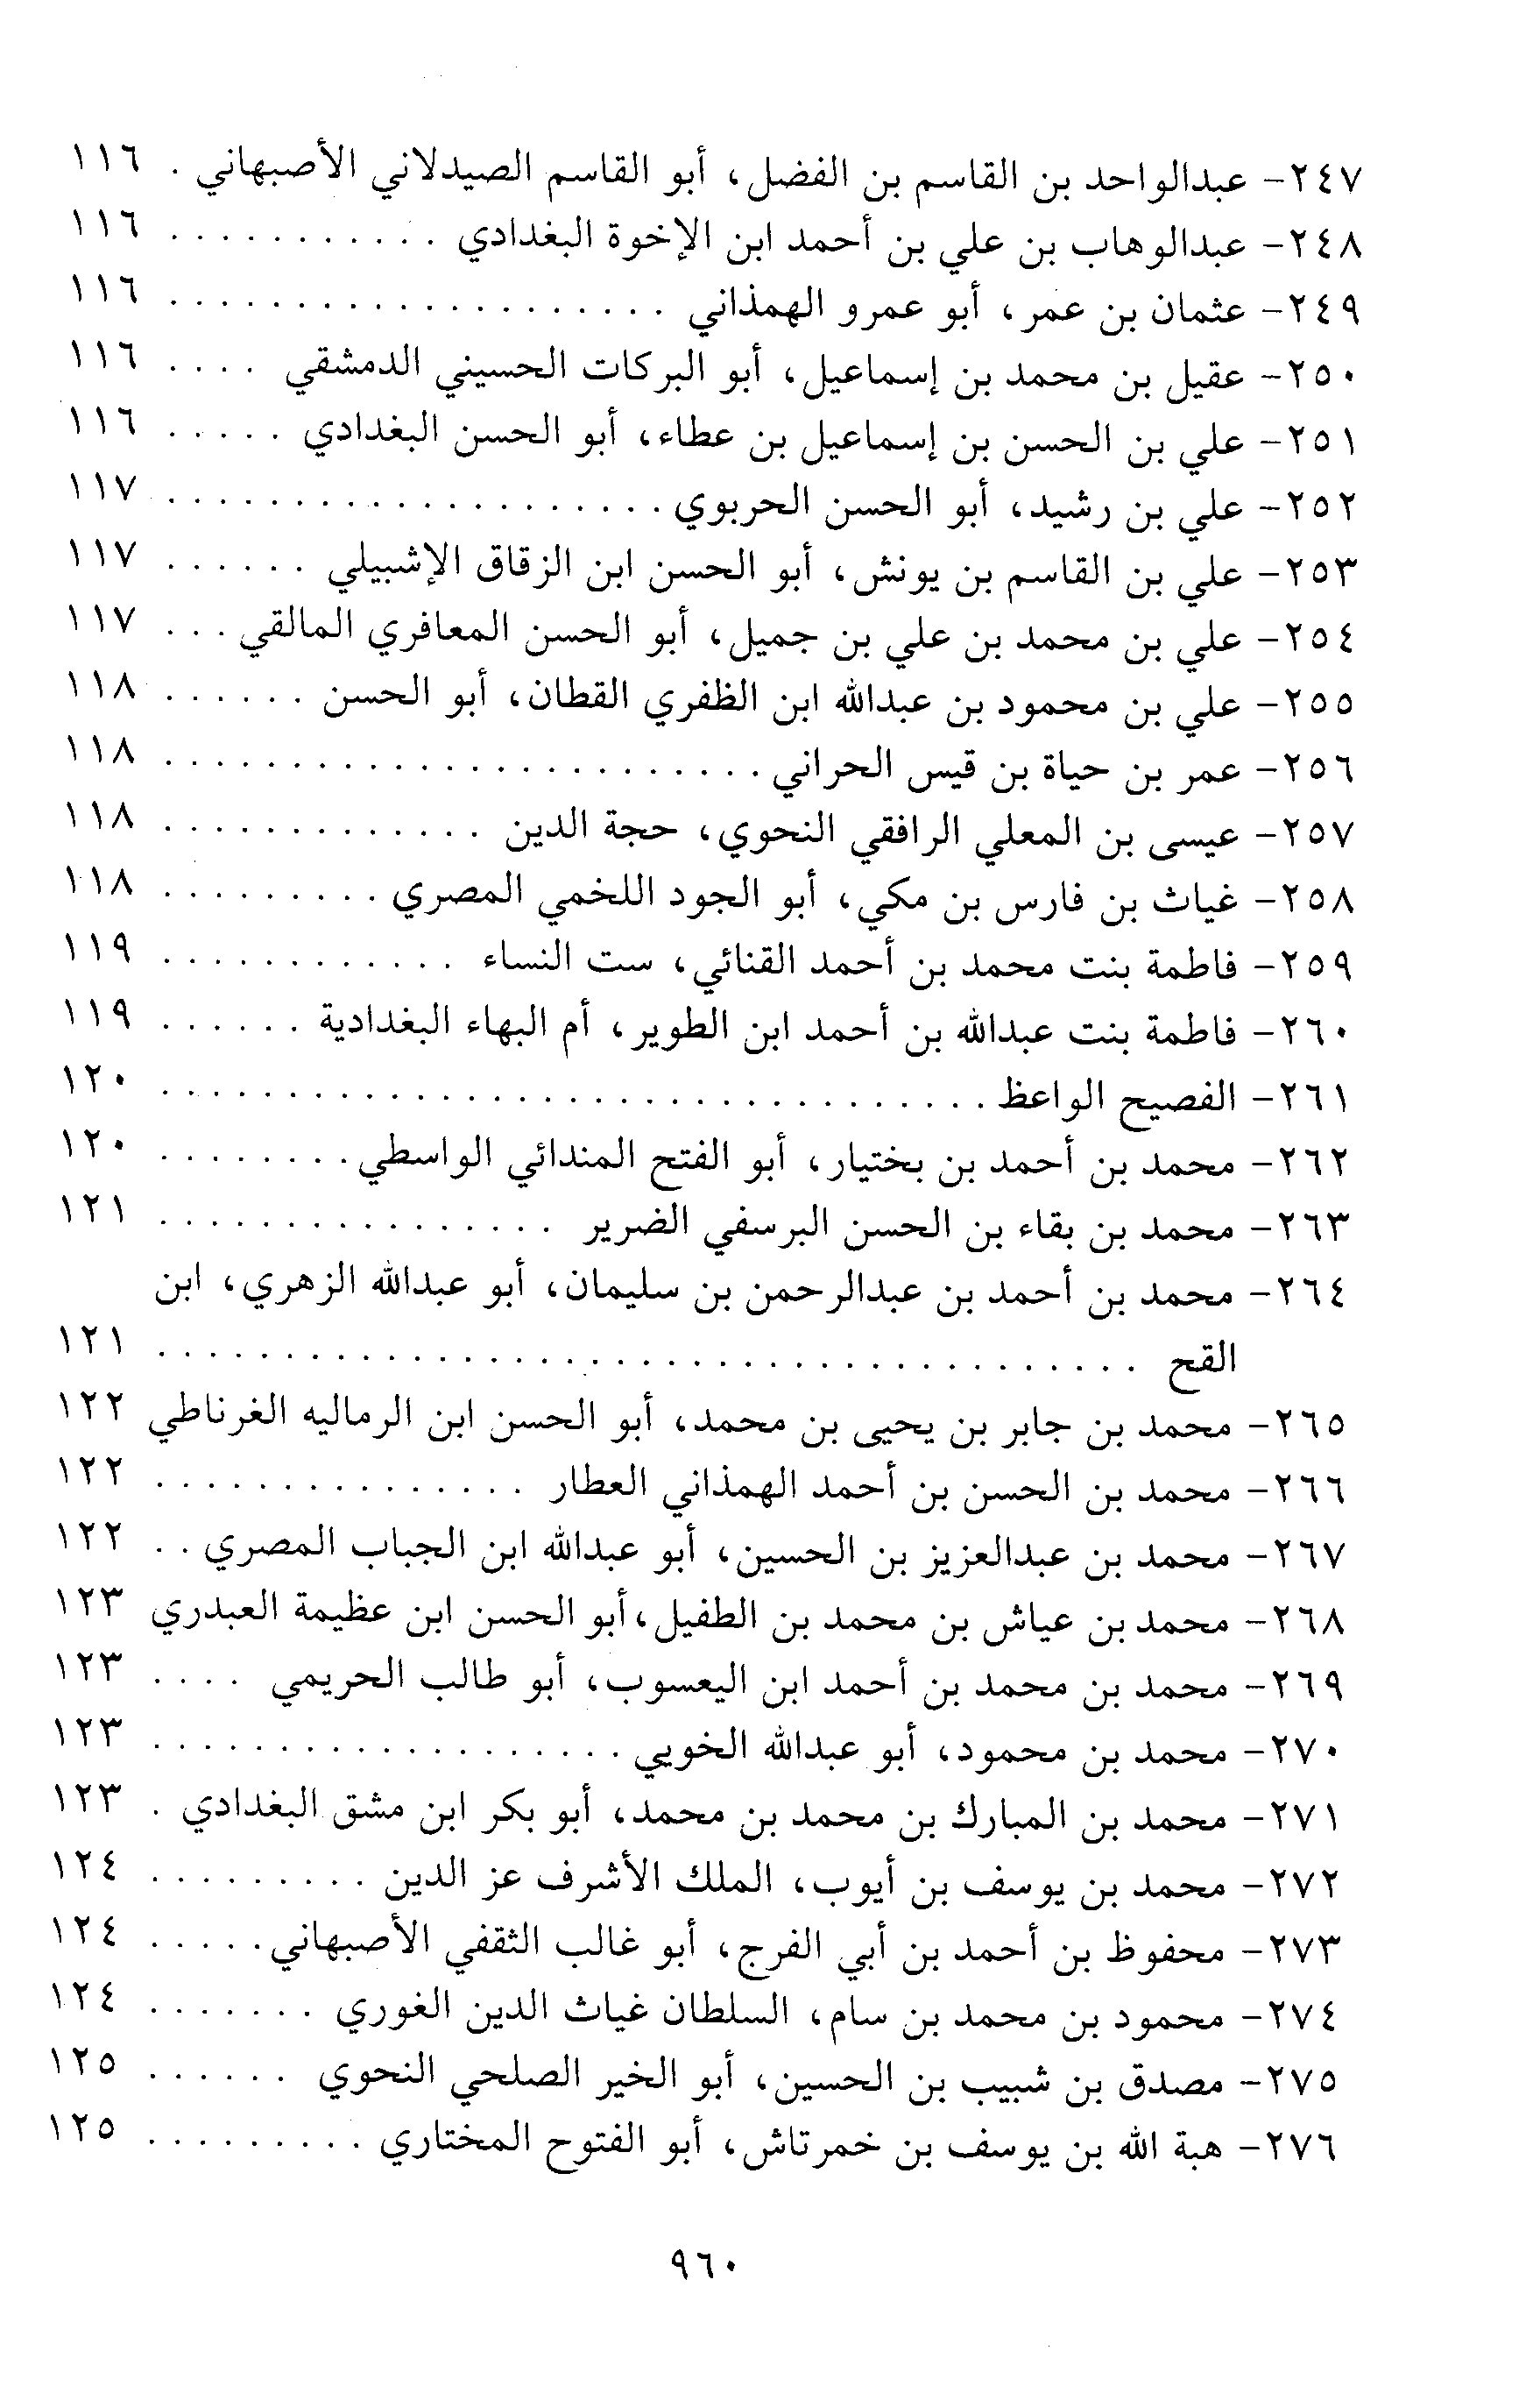 ٢٤٧- عبدالواحد بن القاسم بن الفضل، أبو القاسم الصيدلاني الأصبهاني . ١١٦
٢٤٨- عبدالوهاب بن علي بن أحمد ابن الإخوة البغدادي . . . . . . . . . . . ١١٦
٢٤٩- عثمان بن عمر، أبو عمرو الهمذاني . . . . . . . . . . . . . . . . . . . . ١١٦
٢٥٠- عقيل بن محمد بن إسماعيل، أبو البركات الحسيني الدمشقي . . . . ١١٦
٢٥١- علي بن الحسن بن إسماعيل بن عطاء، أبو الحسن البغدادي . . . . . ١١٦
٢٥٢- علي بن رشيد، أبو الحسن الحربوي . . . . . . . . . . . . . . . . . . . . ١١٧
٢٥٣- علي بن القاسم بن يونش، أبو الحسن ابن الزقاق الإشبيلي . . . . . . ١١٧
٢٥٤- علي بن محمد بن علي بن جميل، أبو الحسن المعافري المالقي . . . ١١٧
٢٥٥- علي بن محمود بن عبدالله ابن الظفري القطان، أبو الحسن . . . . . . ١١٨
٢٥٦- عمر بن حياة بن قيس الحراني . . . . . . . . . . . . . . . . . . . . . . . . ١١٨
٢٥٧- عيسى بن المعلي الرافقي النحوي، حجة الدين . . . . . . . . . . . . . ١١٨
٢٥٨- غياث بن فارس بن مكي، أبو الجود اللخمي المصري . . . . . . . . . ١١٨
٢٥٩- فاطمة بنت محمد بن أحمد القنائي، ست النساء . . . . . . . . . . . . ١١٩
٢٦٠- فاطمة بنت عبدالله بن أحمد ابن الطوير، أم البهاء البغدادية . . . . . . ١١٩
٢٦١- الفصيح الواعظ . . . . . . . . . . . . . . . . . . . . . . . . . . . . . . . . . ١٢٠
٢٦٢- محمد بن أحمد بن بختيار، أبو الفتح المندائي الواسطي . . . . . . . . ١٢٠
٢٦٣- محمد بن بقاء بن الحسن البرسفي الضرير . . . . . . . . . . . . . . . . ١٢١
٢٦٤- محمد بن أحمد بن عبدالرحمن بن سليمان، أبو عبدالله الزهري، ابن
القح . . . . . . . . . . . . . . . . . . . . . . . . . . . . . . . . . . . . . . . ١٢١
٢٦٥- محمد بن جابر بن يحيى بن محمد، أبو الحسن ابن الرماليه الغرناطي ١٢٢
٢٦٦- محمد بن الحسن بن أحمد الهمذاني العطار . . . . . . . . . . . . . . . ١٢٢
٢٦٧- محمد بن عبدالعزيز بن الحسين، أبو عبدالله ابن الجباب المصري . . ١٢٢
٢٦٨- محمد بن عياش بن محمد بن الطفيل، أبو الحسن ابن عظيمة العبدري ١٢٣
٢٦٩- محمد بن محمد بن أحمد ابن اليعسوب، أبو طالب الحريمي . . . . ١٢٣
٢٧٠- محمد بن محمود، أبو عبدالله الخويي . . . . . . . . . . . . . . . . . . . ١٢٣
٢٧١- محمد بن المبارك بن محمد بن محمد، أبو بكر ابن مشق البغدادي . ١٢٣
٢٧٢- محمد بن يوسف بن أيوب، الملك الأشرف عز الدين . . . . . . . . . ١٢٤
٢٧٣- محفوظ بن أحمد بن أبي الفرج، أبو غالب الثقفي الأصبهاني . . . . . ١٢٤
٢٧٤- محمود بن محمد بن سام، السلطان غياث الدين الغوري . . . . . . . ١٢٤
٢٧٥- مصدق بن شبيب بن الحسين، أبو الخير الصلحي النحوي . . . . . . ١٢٥
٢٧٦- هبة الله بن يوسف بن خمرتاش، أبو الفتوح المختاري . . . . . . . . . ١٢٥
٩٦٠